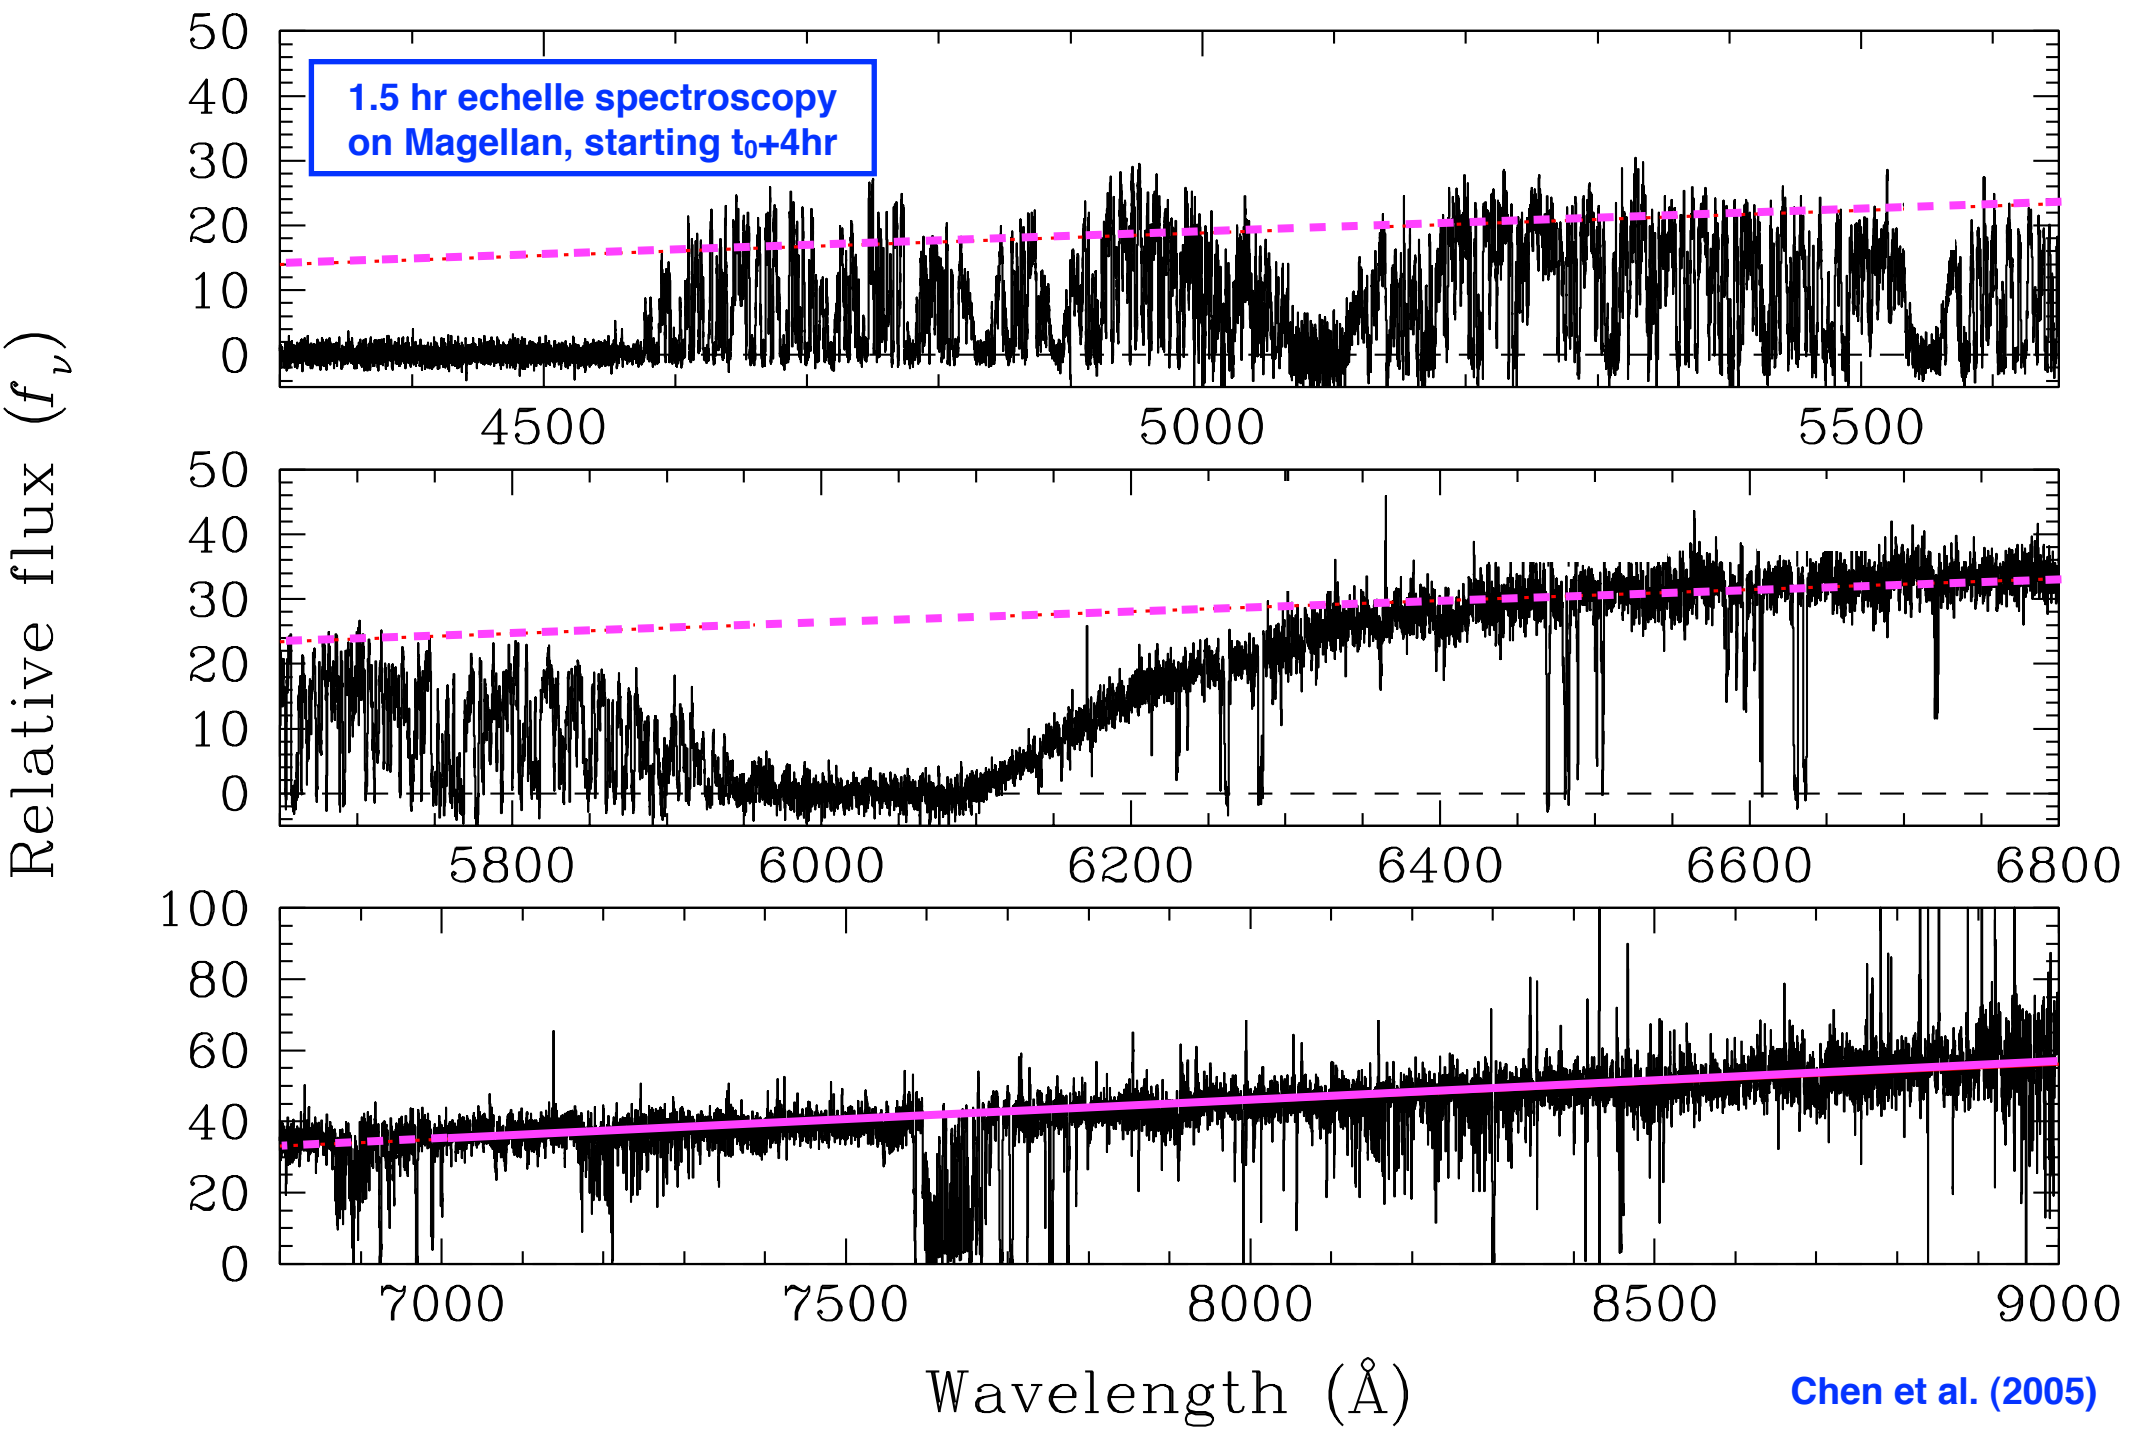 50
40
30
20
10
0
1.5 hr echelle spectroscopy
on Magellan, starting t₀+4hr
4500 5000 5500
50
40
30
20
10
0
5800 6000 6200 6400 6600 6800
100
80
60
40
20
0
7000 7500 8000 8500 9000
Relative flux (fν)
Wavelength (Å)
Chen et al. (2005)